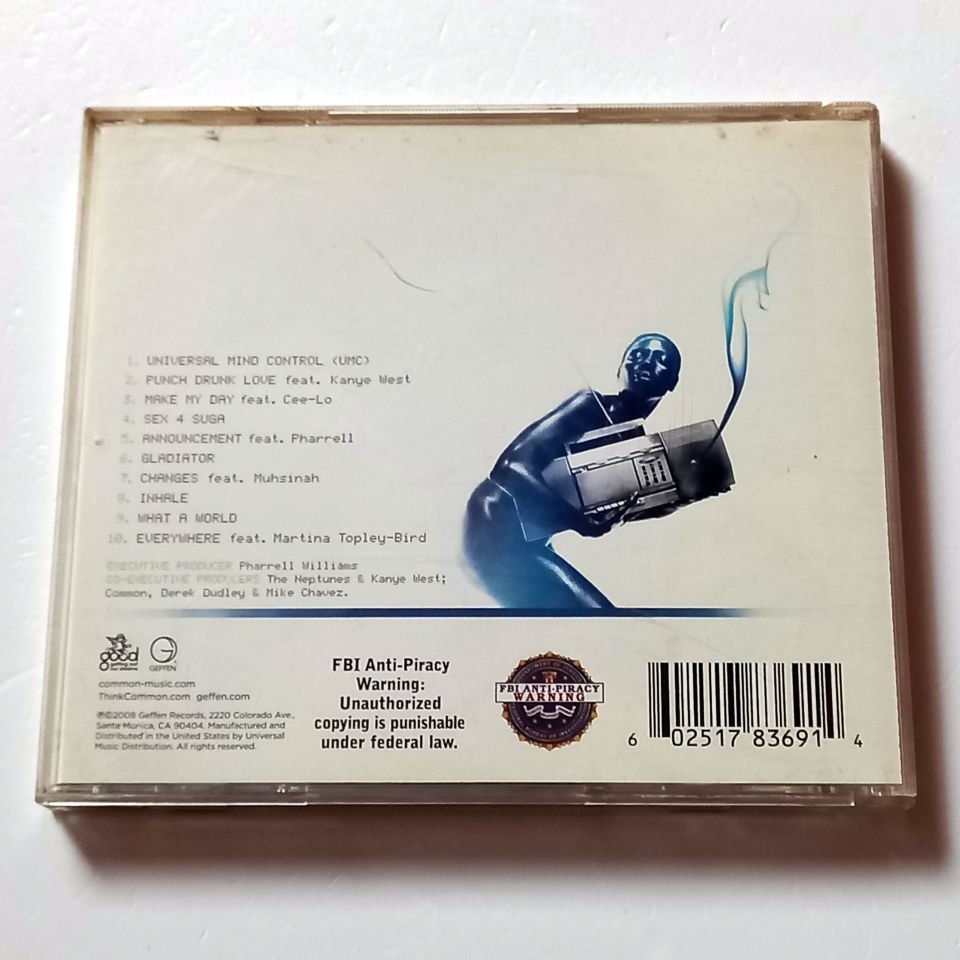 1. UNIVERSAL MIND CONTROL (UMC)
2. PUNCH DRUNK LOVE feat. Kanye West
3. MAKE MY DAY feat. Cee-Lo
4. SEX 4 SUGA
5. ANNOUNCEMENT feat. Pharrell
6. GLADIATOR
7. CHANGES feat. Muhsinah
8. INHALE
9. WHAT A WORLD
10. EVERYWHERE feat. Martina Topley-Bird
EXECUTIVE PRODUCER Pharrell Williams
CO-EXECUTIVE PRODUCERS The Neptunes & Kanye West;
Common, Derek Dudley & Mike Chavez.
good
GEFFEN
common-music.com
ThinkCommon.com geffen.com
℗©2008 Geffen Records, 2220 Colorado Ave.,
Santa Monica, CA 90404. Manufactured and
Distributed in the United States by Universal
Music Distribution. All rights reserved.
FBI Anti-Piracy
Warning:
Unauthorized
copying is punishable
under federal law.
FBI ANTI-PIRACY
WARNING
6 02517 83691 4